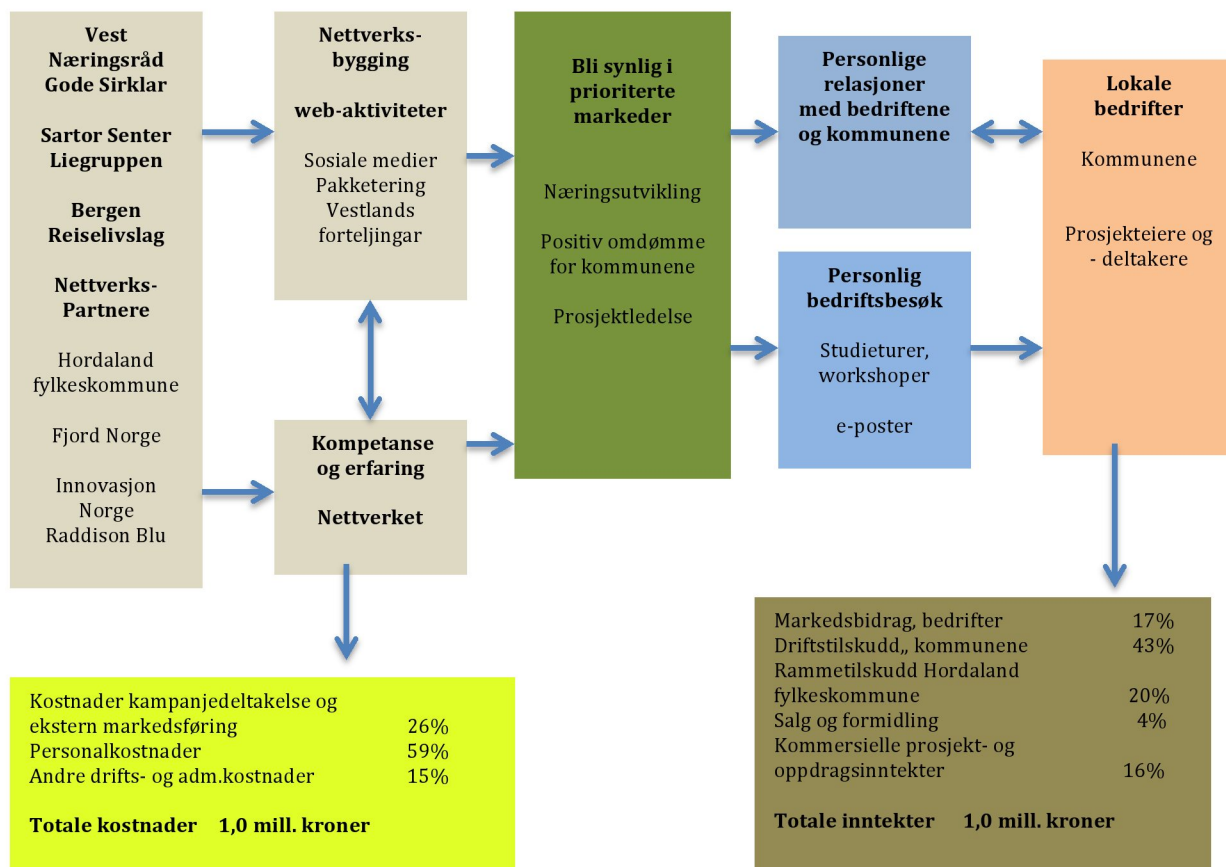 Vest
Næringsråd
Gode Sirklar
Sartor Senter
Liegruppen
Bergen
Reiselivslag
Nettverks-
Partnere
Hordaland
fylkeskommune
Fjord Norge
Innovasjon
Norge
Raddison Blu
Nettverks-
bygging
web-aktiviteter
Sosiale medier
Pakketering
Vestlands
forteljingar
Kompetanse
og erfaring
Nettverket
Bli synlig i
prioriterte
markeder
Næringsutvikling
Positiv omdømme
for kommunene
Prosjektledelse
Personlige
relasjoner
med bedriftene
og kommunene
Personlig
bedriftsbesøk
Studieturer,
workshoper
e-poster
Lokale
bedrifter
Kommunene
Prosjekteiere og
- deltakere
Kostnader kampanjedeltakelse og
ekstern markedsføring 26%
Personalkostnader 59%
Andre drifts- og adm.kostnader 15%
Totale kostnader 1,0 mill. kroner
Markedsbidrag, bedrifter 17%
Driftstilskudd,, kommunene 43%
Rammetilskudd Hordaland
fylkeskommune 20%
Salg og formidling 4%
Kommersielle prosjekt- og
oppdragsinntekter 16%
Totale inntekter 1,0 mill. kroner